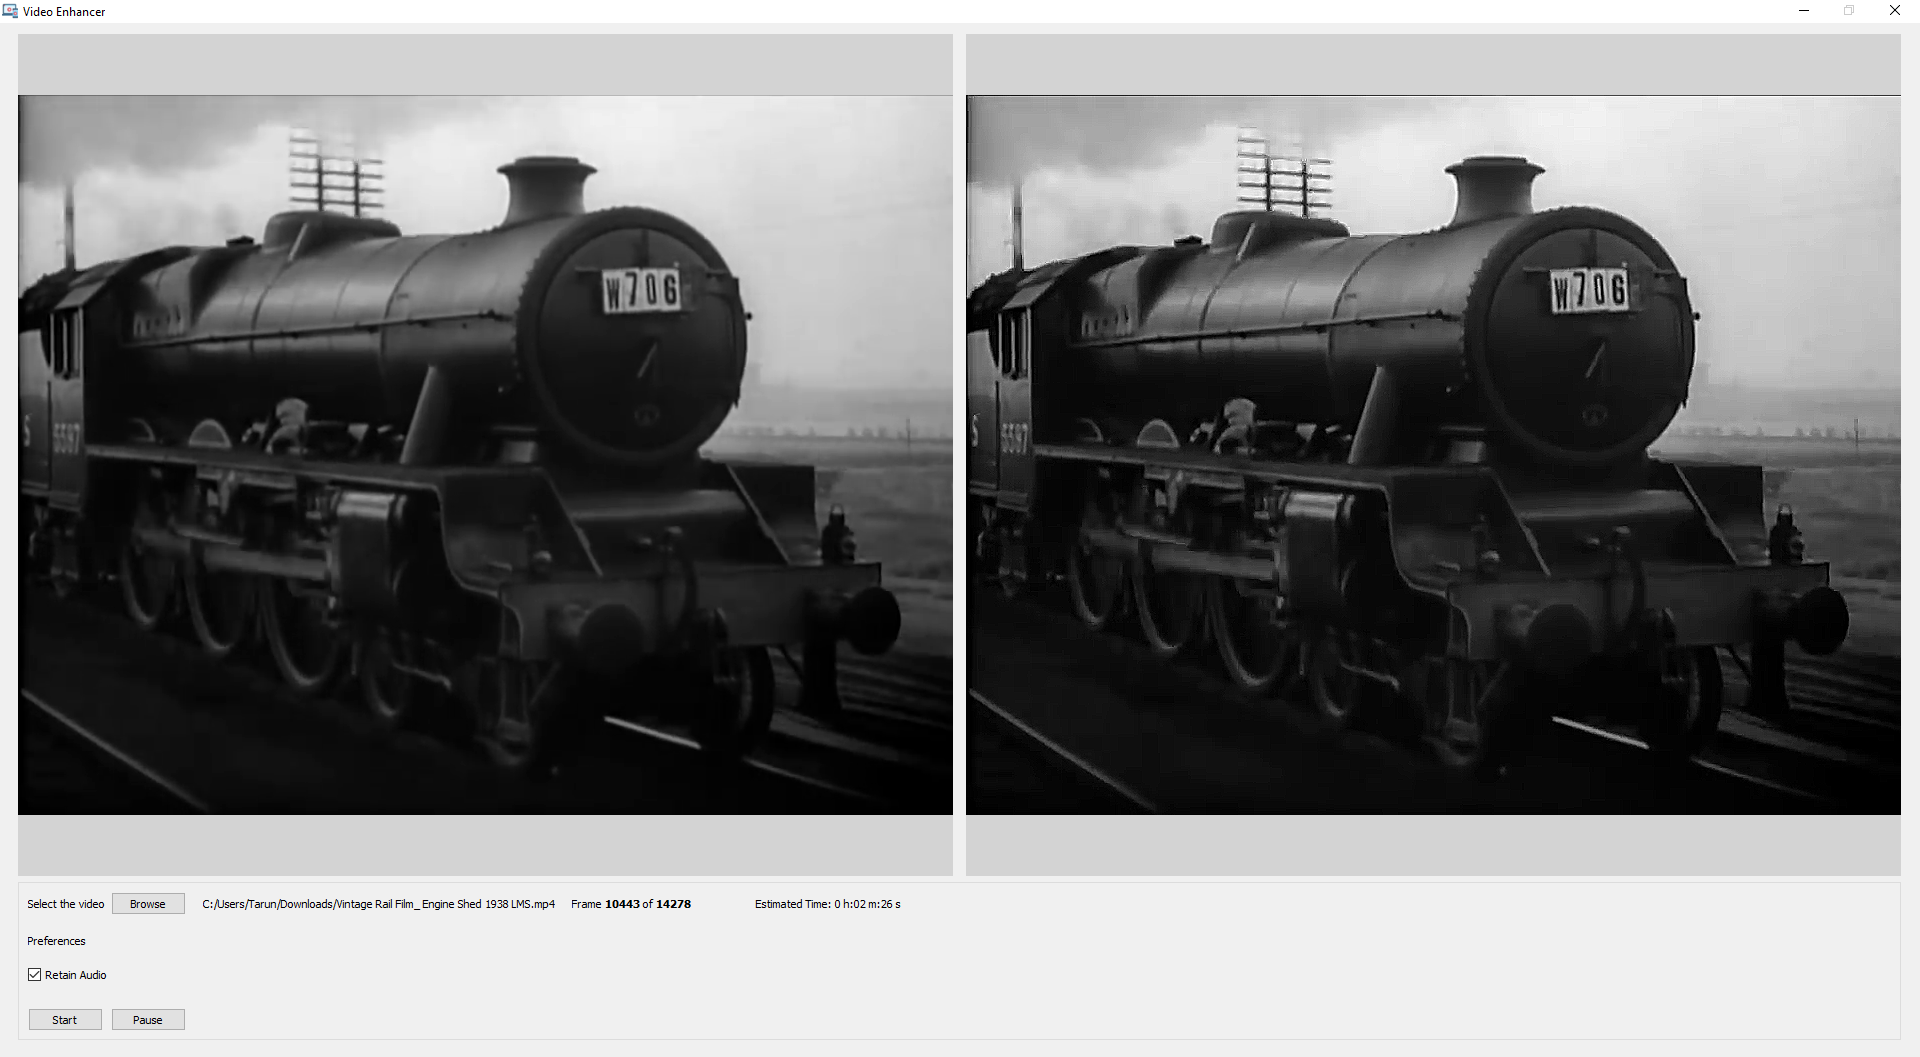 Video Enhancer
W706
S
5597
W706
S
5597
Select the video Browse C:/Users/Tarun/Downloads/Vintage Rail Film_ Engine Shed 1938 LMS.mp4 Frame 10443 of 14278 Estimated Time: 0 h:02 m:26 s
Preferences
Retain Audio
Start Pause